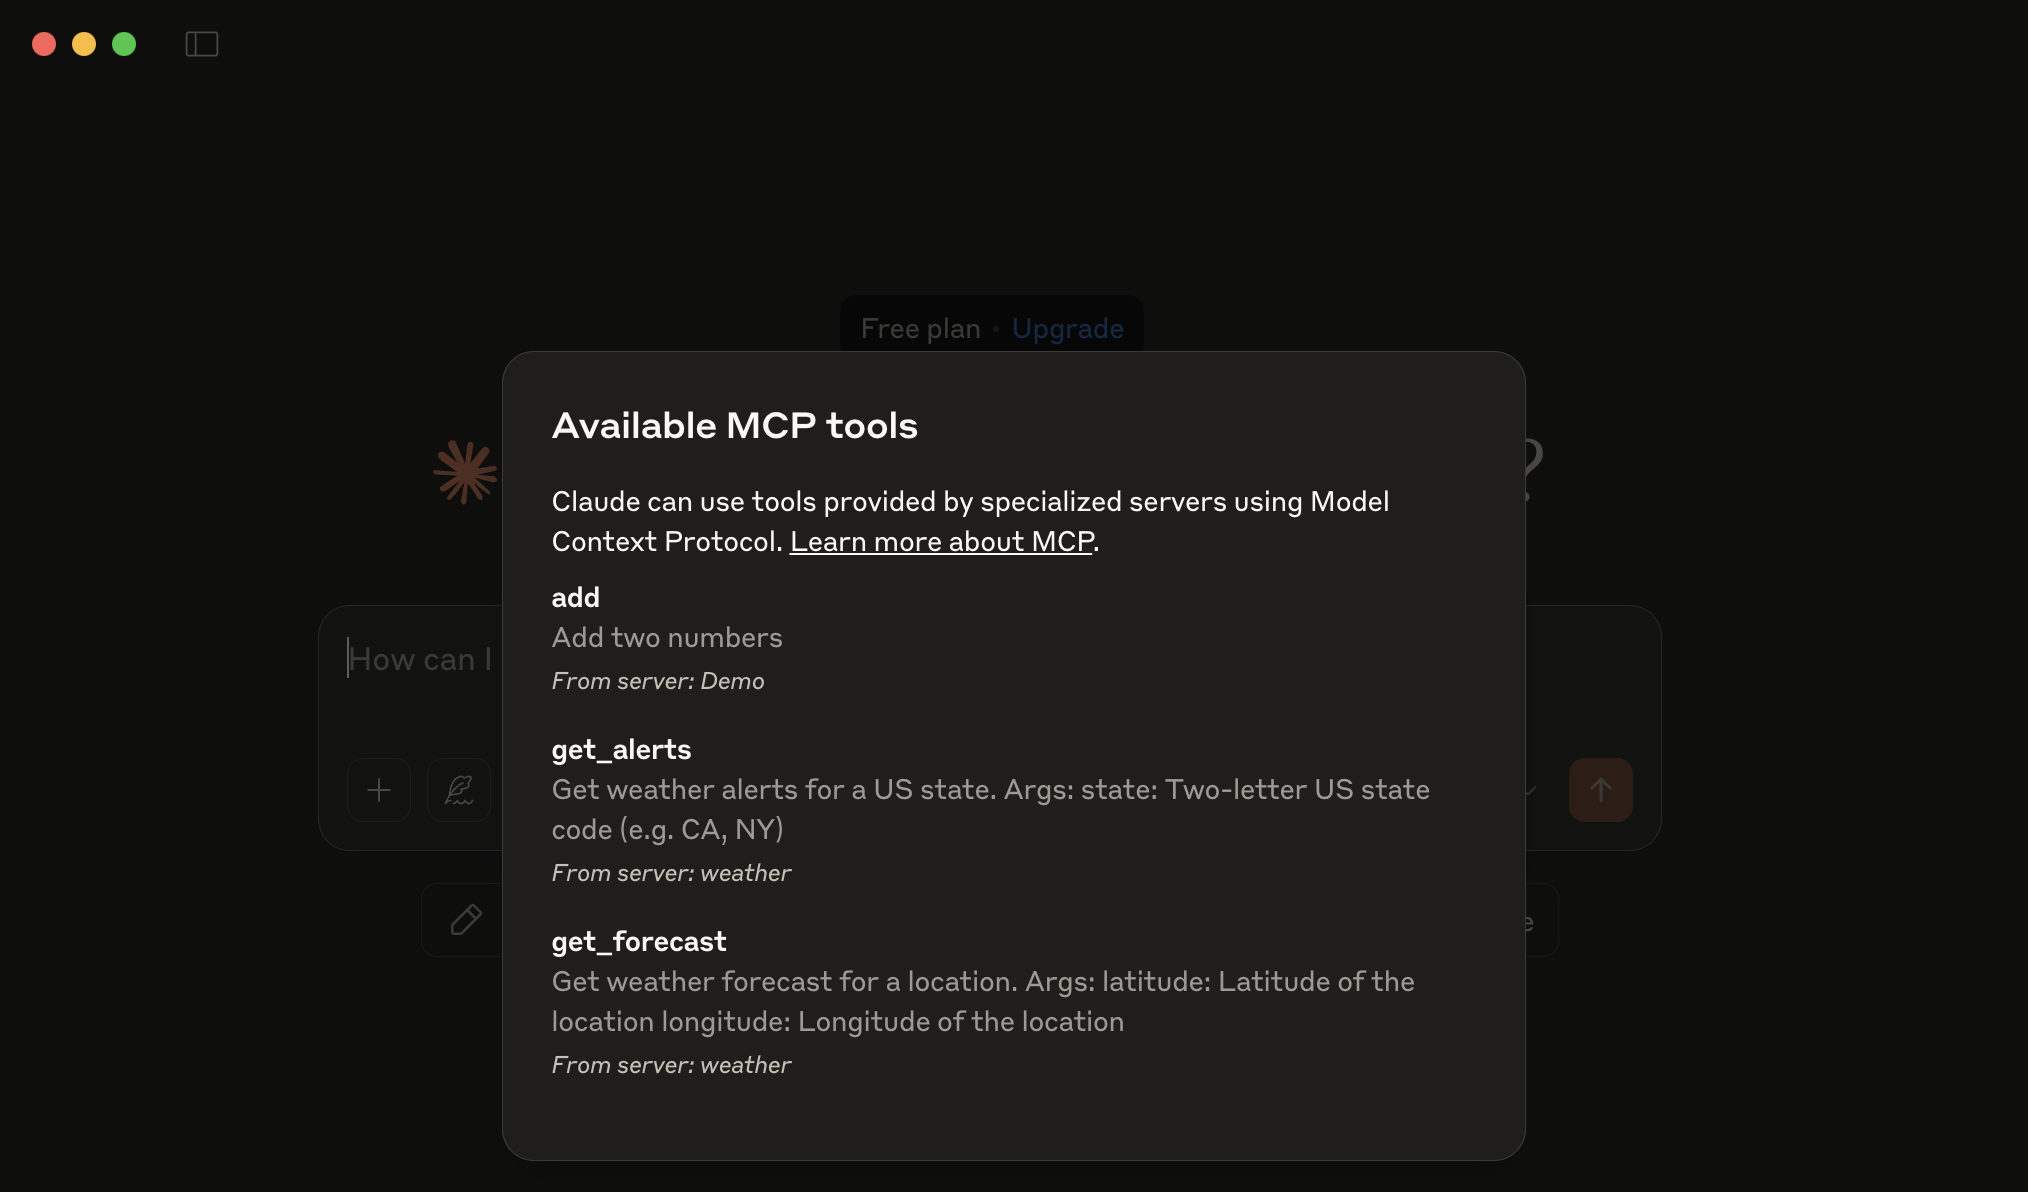 Free plan • Upgrade
Available MCP tools
Claude can use tools provided by specialized servers using Model
Context Protocol. Learn more about MCP.
add
Add two numbers
From server: Demo
get_alerts
Get weather alerts for a US state. Args: state: Two-letter US state
code (e.g. CA, NY)
From server: weather
get_forecast
Get weather forecast for a location. Args: latitude: Latitude of the
location longitude: Longitude of the location
From server: weather
?
How can I
e